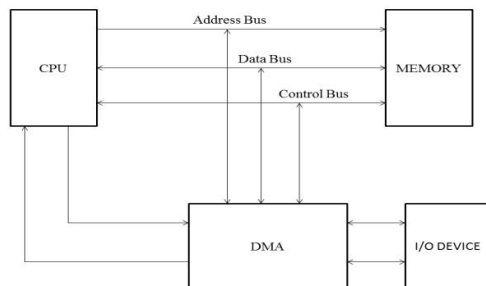 Address Bus
CPU
Data Bus
MEMORY
Control Bus
DMA
I/O DEVICE